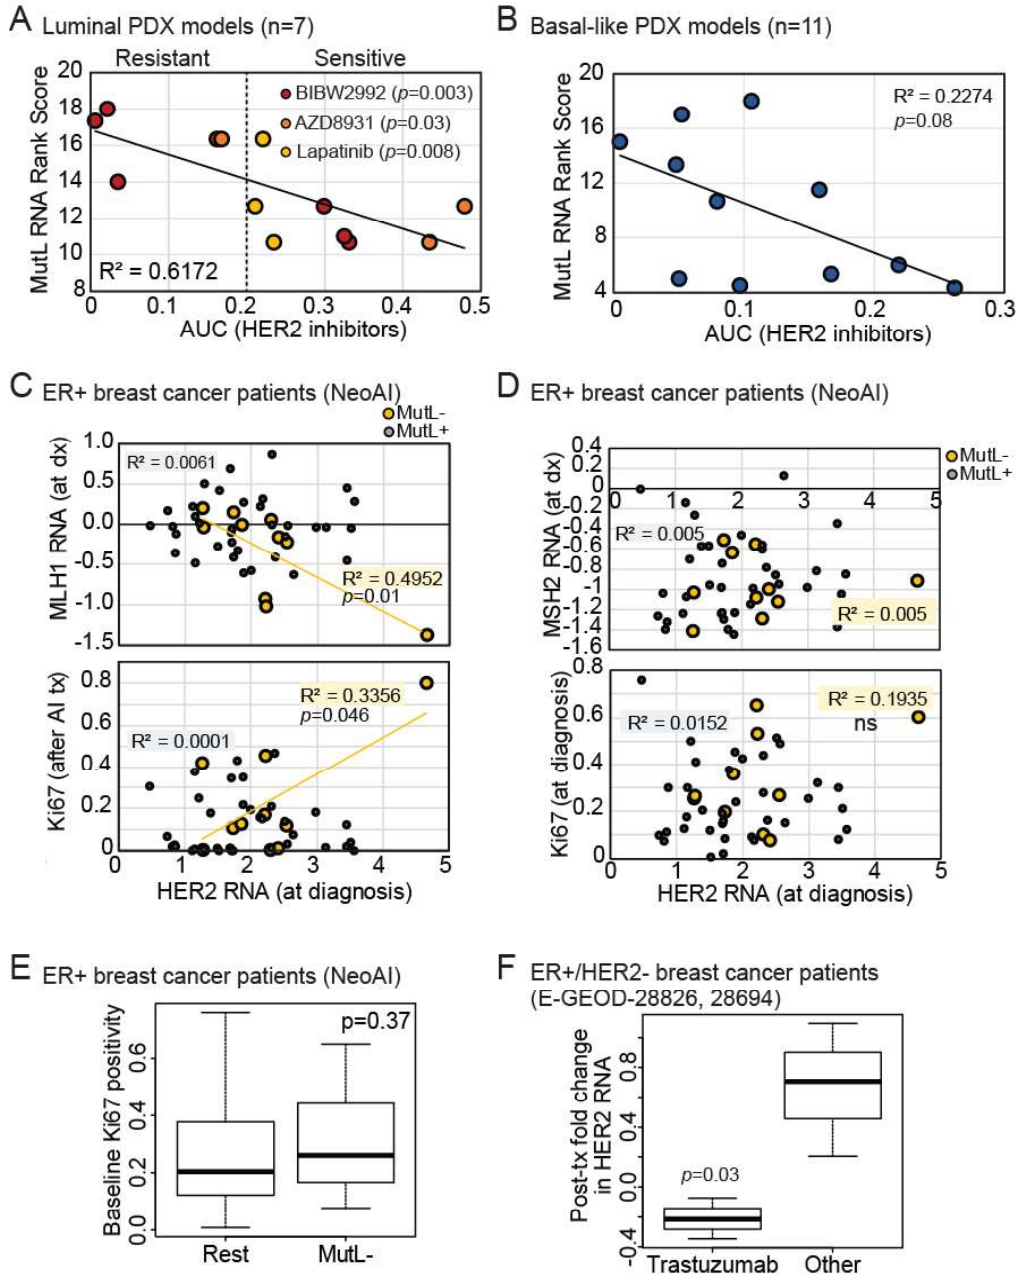 A Luminal PDX models (n=7)
Resistant Sensitive
MutL RNA Rank Score
20
18
16
14
12
10
8
BIBW2992 (p=0.003)
AZD8931 (p=0.03)
Lapatinib (p=0.008)
R² = 0.6172
0 0.1 0.2 0.3 0.4 0.5
AUC (HER2 inhibitors)
B Basal-like PDX models (n=11)
MutL RNA Rank Score
20
16
12
8
4
R² = 0.2274
p=0.08
0 0.1 0.2 0.3
AUC (HER2 inhibitors)
C ER+ breast cancer patients (NeoAI)
MutL-
MutL+
MLH1 RNA (at dx)
1.0
0.5
0.0
-0.5
-1.0
-1.5
R² = 0.0061
R² = 0.4952
p=0.01
Ki67 (after AI tx)
0.8
0.6
0.4
0.2
0
R² = 0.3356
p=0.046
R² = 0.0001
0 1 2 3 4 5
HER2 RNA (at diagnosis)
D ER+ breast cancer patients (NeoAI)
MutL-
MutL+
MSH2 RNA (at dx)
0.4
0.2
0
-0.2
-0.4
-0.6
-0.8
-1
-1.2
-1.4
-1.6
1 2 3 4 5
R² = 0.005
R² = 0.005
Ki67 (at diagnosis)
0.8
0.6
0.4
0.2
0
R² = 0.1935
ns
R² = 0.0152
0 1 2 3 4 5
HER2 RNA (at diagnosis)
E ER+ breast cancer patients (NeoAI)
Baseline Ki67 positivity
0.6
0.4
0.2
0.0
p=0.37
Rest MutL-
F ER+/HER2- breast cancer patients
(E-GEOD-28826, 28694)
Post-tx fold change
in HER2 RNA
0.8
0.4
0.0
-0.4
p=0.03
Trastuzumab Other